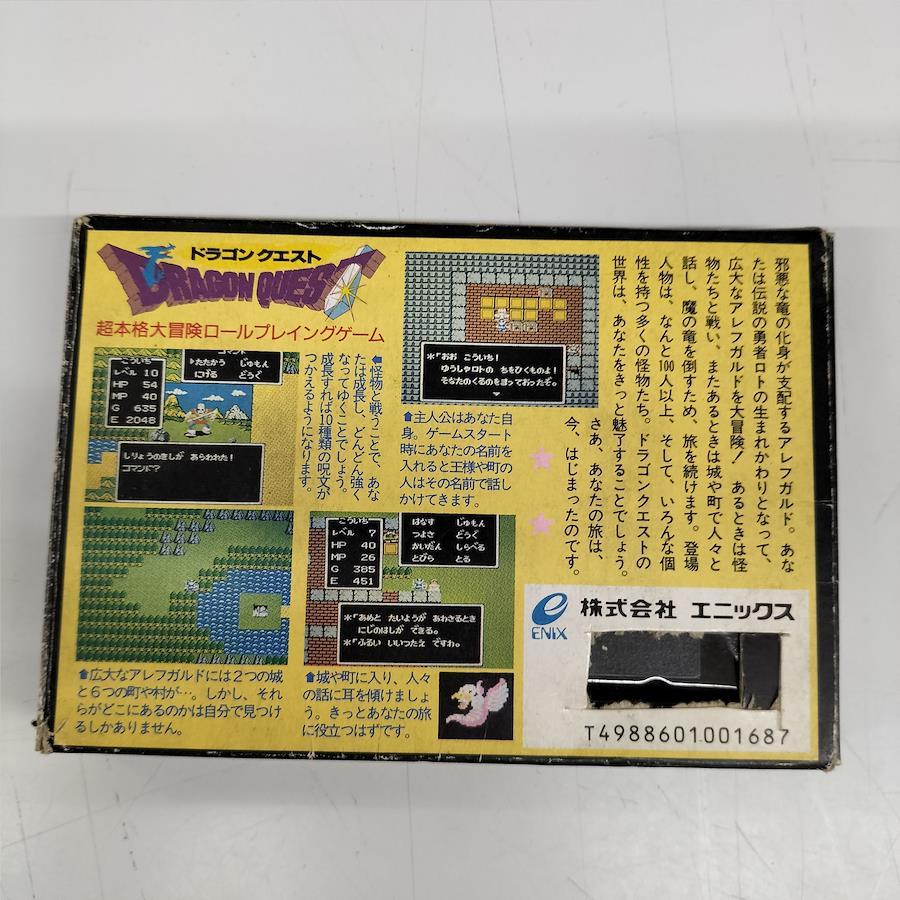 ドラゴン クエスト
DRAGON QUEST
超本格大冒険ロールプレイングゲーム
こういち
レベル 10
HP 54
MP 40
G 635
E 2048
コマンド
たたかう じゅもん
にげる どうぐ
しりょうのきしが あらわれた!
コマンド?
⬆怪物と戦うことで、あな
たは成長し、どんどん強く
なってゆくことでしょう。
成長すれば10種類の呪文が
つかえるようになります。
＊「おお こういち!
ゆうしゃロトの ちをひくものよ!
そなたのくるのをまっておったぞ。
⬆主人公はあなた自
身。ゲームスタート
時にあなたの名前を
入れると王様や町の
人はその名前で話し
かけてきます。
邪悪な竜の化身が支配するアレフガルド。あな
たは伝説の勇者ロトの生まれかわりとなって、
広大なアレフガルドを大冒険！ あるときは怪
物たちと戦い、またあるときは城や町で人々と
話し、魔の竜を倒すため、旅を続けます。登場
人物は、なんと100人以上、そして、いろんな個
性を持つ多くの怪物たち。ドラゴンクエストの
世界は、あなたをきっと魅了することでしょう。
さあ、あなたの旅は、
今、はじまったのです。
⬆広大なアレフガルドには２つの城
と６つの町や村が…。しかし、それ
らがどこにあるのかは自分で見つけ
るしかありません。
こういち
レベル 7
HP 40
MP 26
G 385
E 451
はなす じゅもん
つよさ どうぐ
かいだん しらべる
とびら とる
＊「あめと たいようが あわさるとき
にじのはしが できる。
＊「ふるい いいつたえ ですわ。
⬆城や町に入り、人々
の話に耳を傾けましょ
う。きっとあなたの旅
に役立つはずです。
ENIX
株式会社 エニックス
T4988601001687